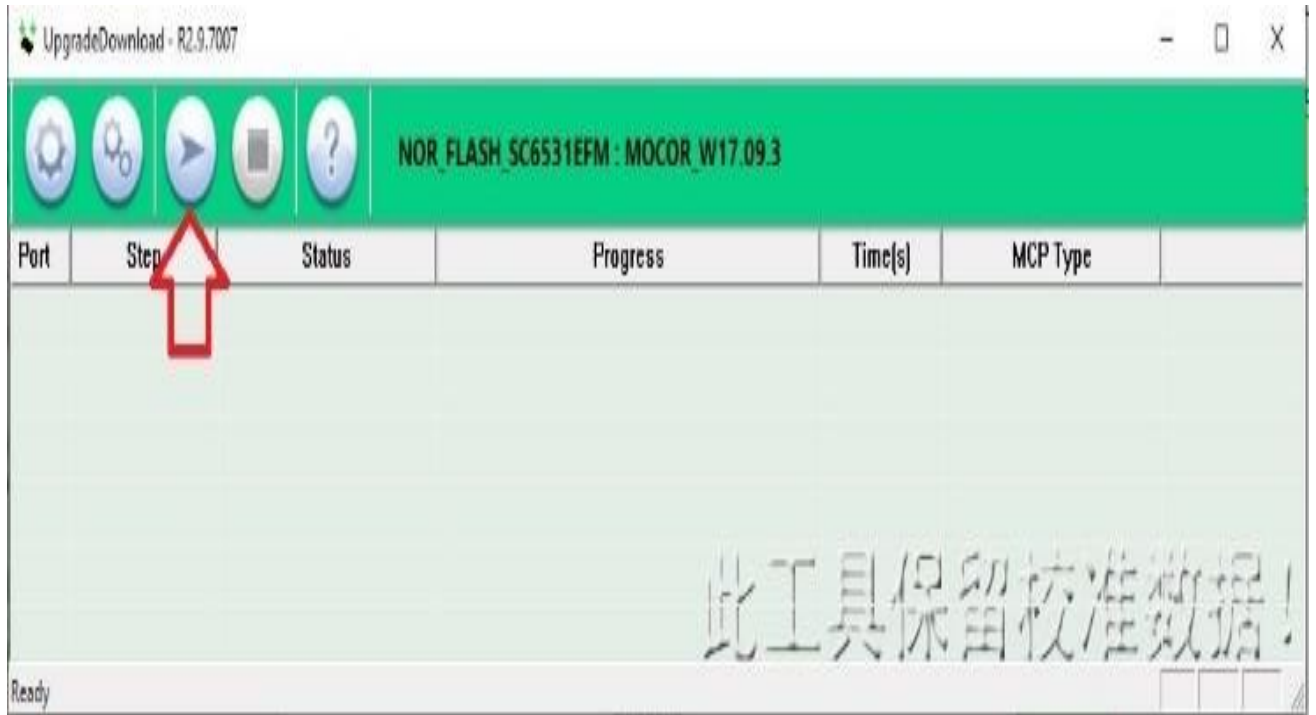 UpgradeDownload - R2.9.7007
NOR_FLASH_SC6531EFM : MOCOR_W17.09.3
Port Step Status Progress Time(s) MCP Type
此工具保留校准数据!
Ready